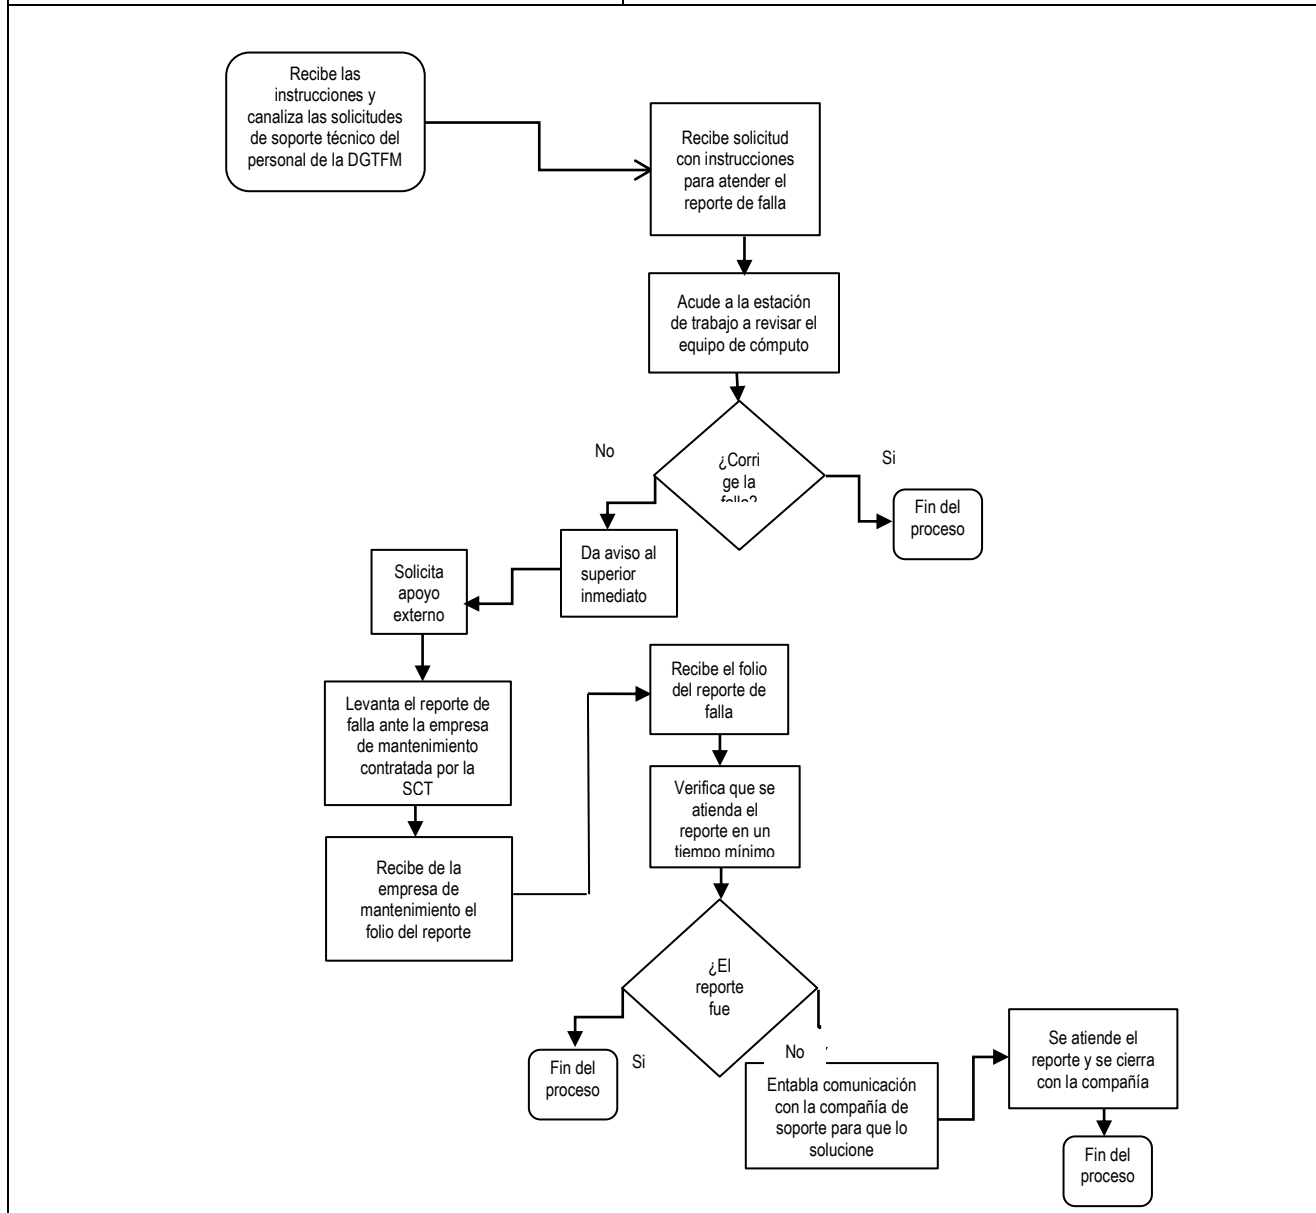 Recibe las
instrucciones y
canaliza las solicitudes
de soporte técnico del
personal de la DGTFM
Recibe solicitud
con instrucciones
para atender el
reporte de falla
Acude a la estación
de trabajo a revisar el
equipo de cómputo
No
¿Corri
ge la
falla?
Si
Fin del
proceso
Da aviso al
superior
inmediato
Solicita
apoyo
externo
Levanta el reporte de
falla ante la empresa
de mantenimiento
contratada por la
SCT
Recibe de la
empresa de
mantenimiento el
folio del reporte
Recibe el folio
del reporte de
falla
Verifica que se
atienda el
reporte en un
tiempo mínimo
¿El
reporte
fue
Si
Fin del
proceso
No
Entabla comunicación
con la compañía de
soporte para que lo
solucione
Se atiende el
reporte y se cierra
con la compañía
Fin del
proceso